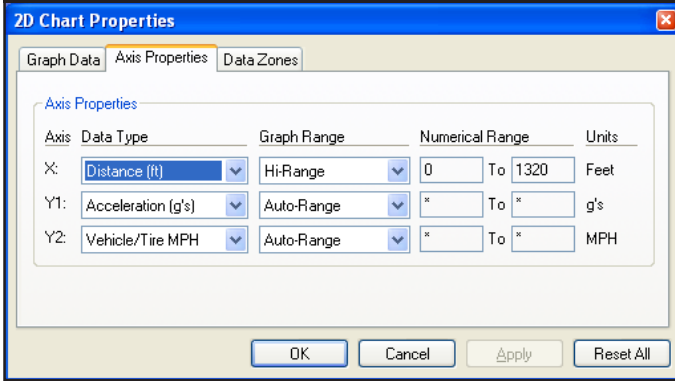 2D Chart Properties
Graph Data Axis Properties Data Zones
Axis Properties
Axis Data Type Graph Range Numerical Range Units
X: Distance (ft) Hi-Range 0 To 1320 Feet
Y1: Acceleration (g's) Auto-Range * To * g's
Y2: Vehicle/Tire MPH Auto-Range * To * MPH
OK Cancel Apply Reset All